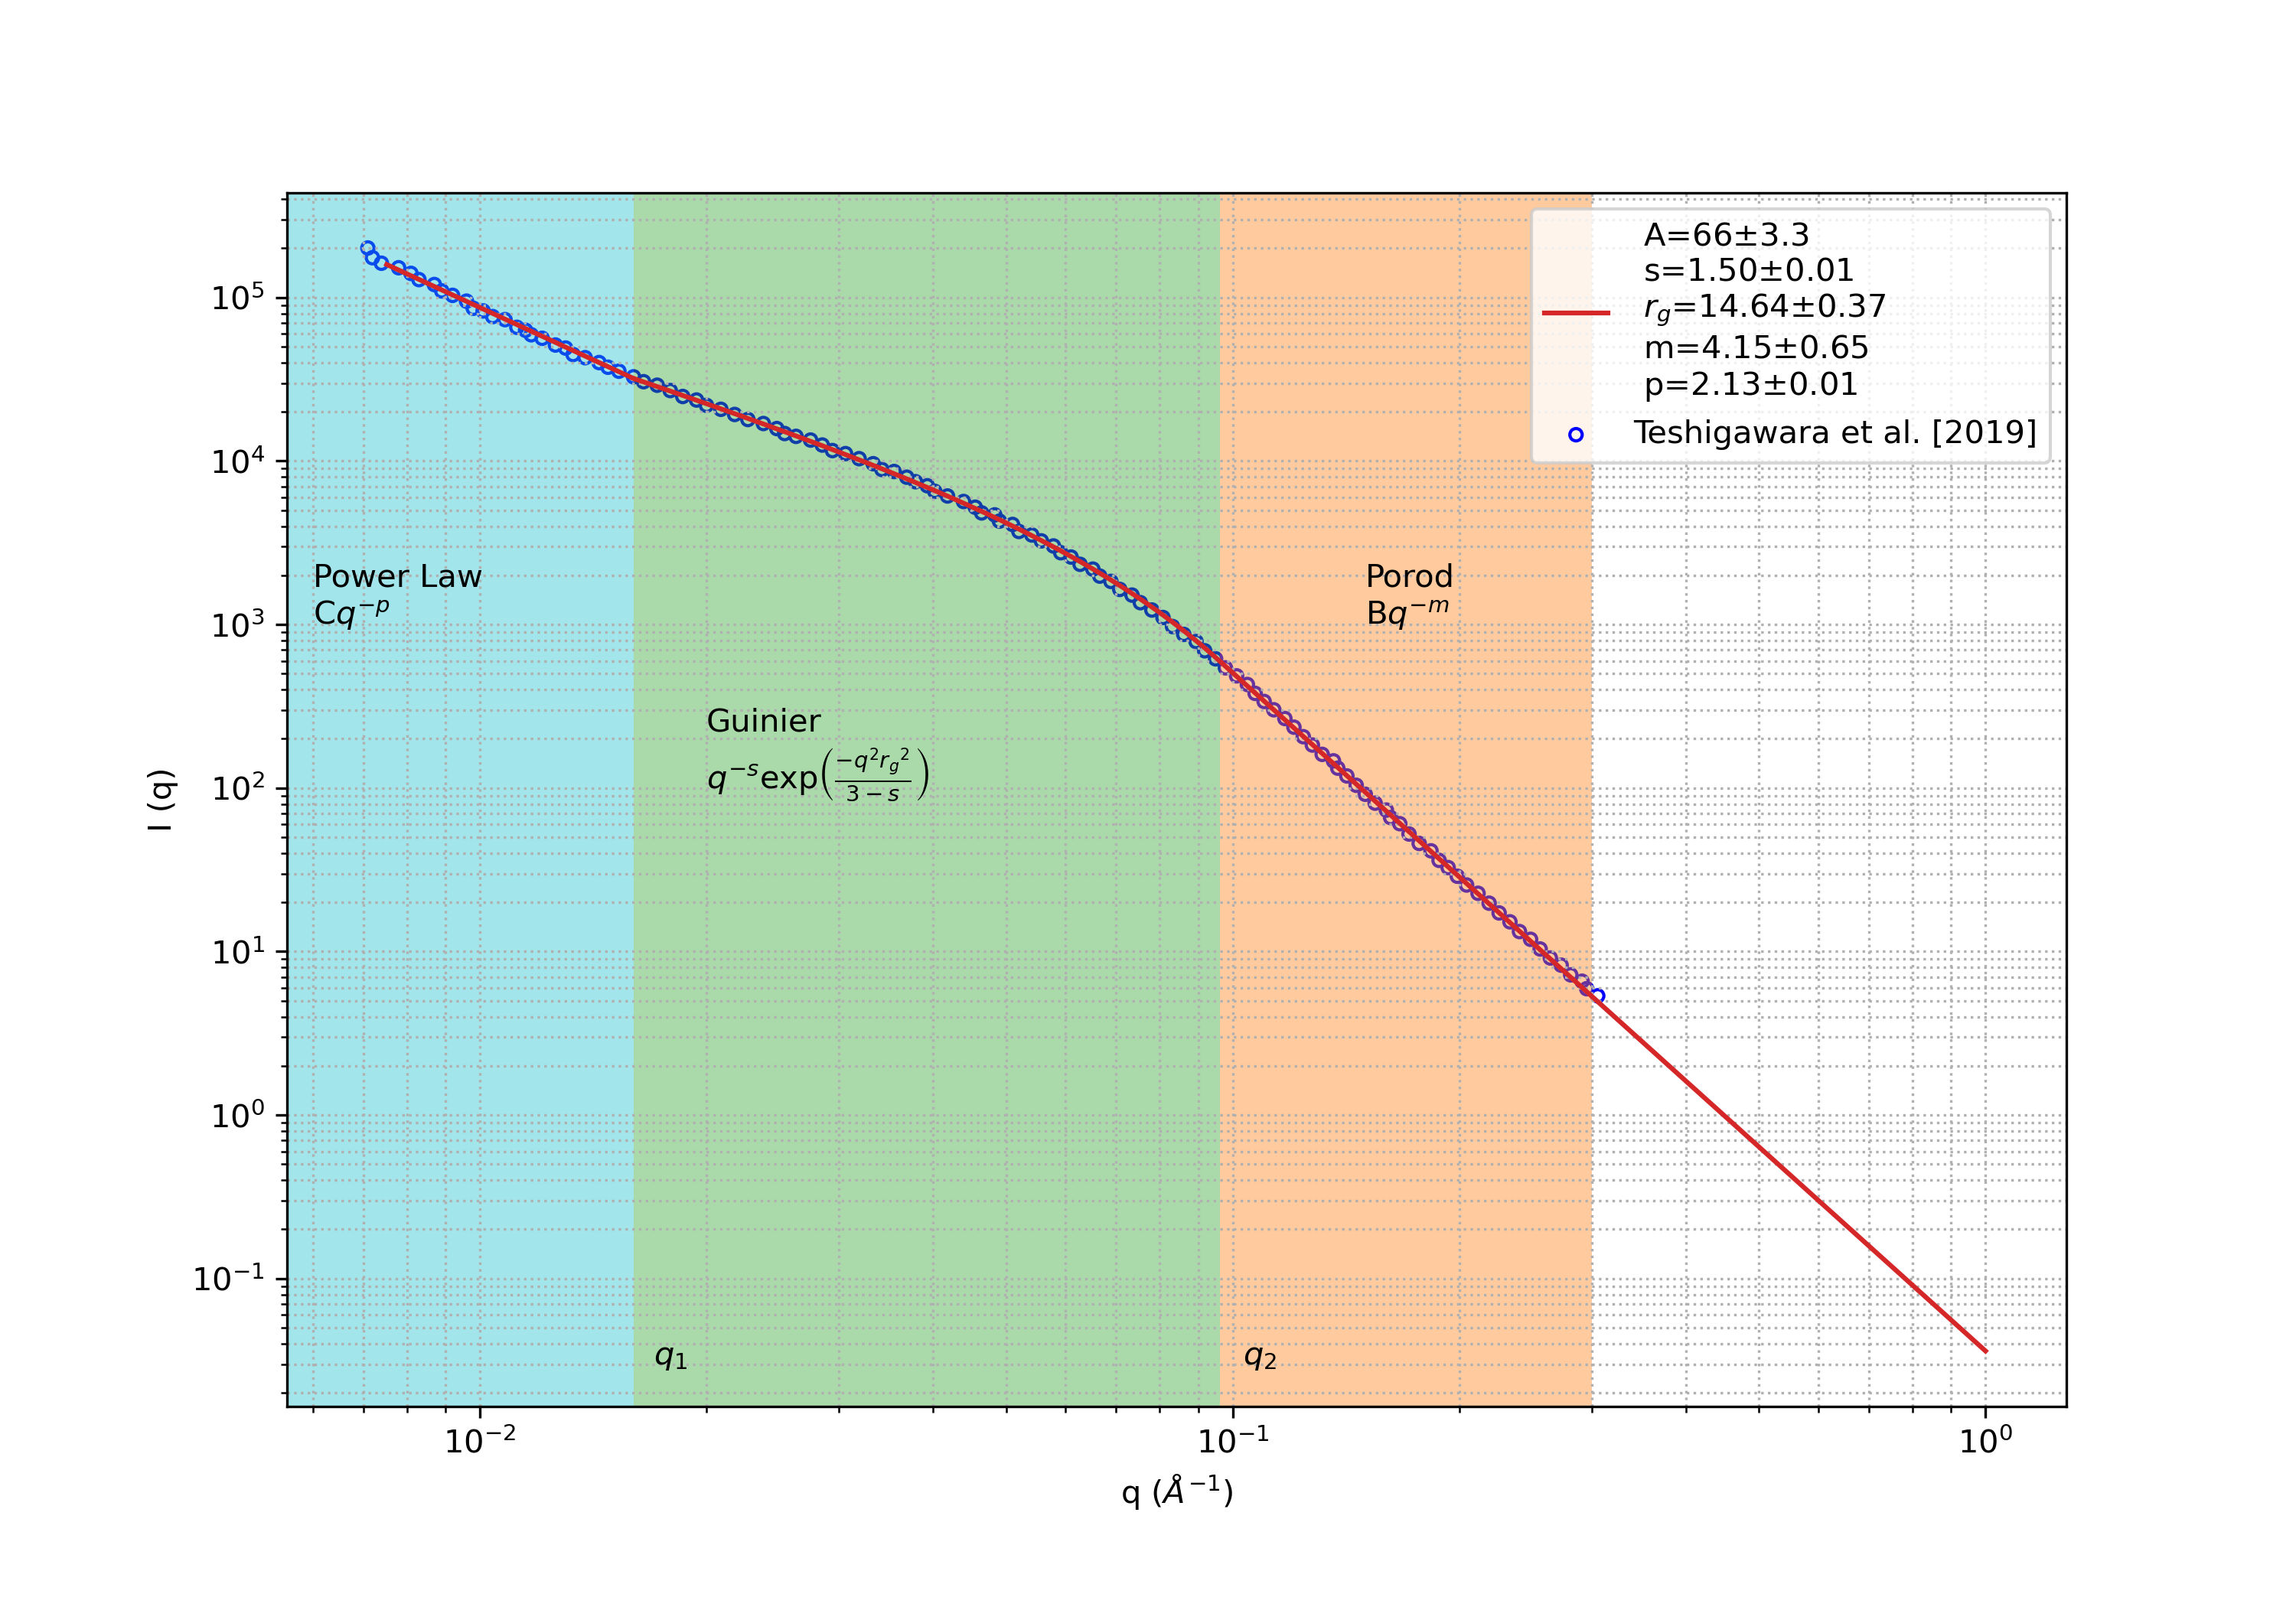 A=66±3.3
s=1.50±0.01
r_g=14.64±0.37
m=4.15±0.65
p=2.13±0.01
Teshigawara et al. [2019]
Power Law
Cq^{-p}
Guinier
q^{-s}exp(\frac{-q^2r_g^2}{3-s})
Porod
Bq^{-m}
q_1
q_2
10^5
10^4
10^3
10^2
10^1
10^0
10^{-1}
I (q)
10^{-2}
10^{-1}
10^0
q (Å^{-1})